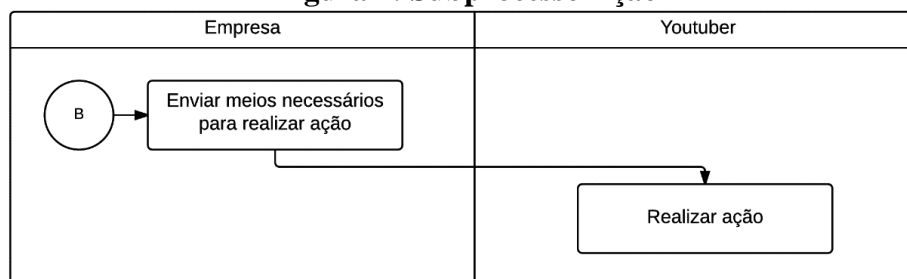 Empresa
Youtuber
B
Enviar meios necessários
para realizar ação
Realizar ação